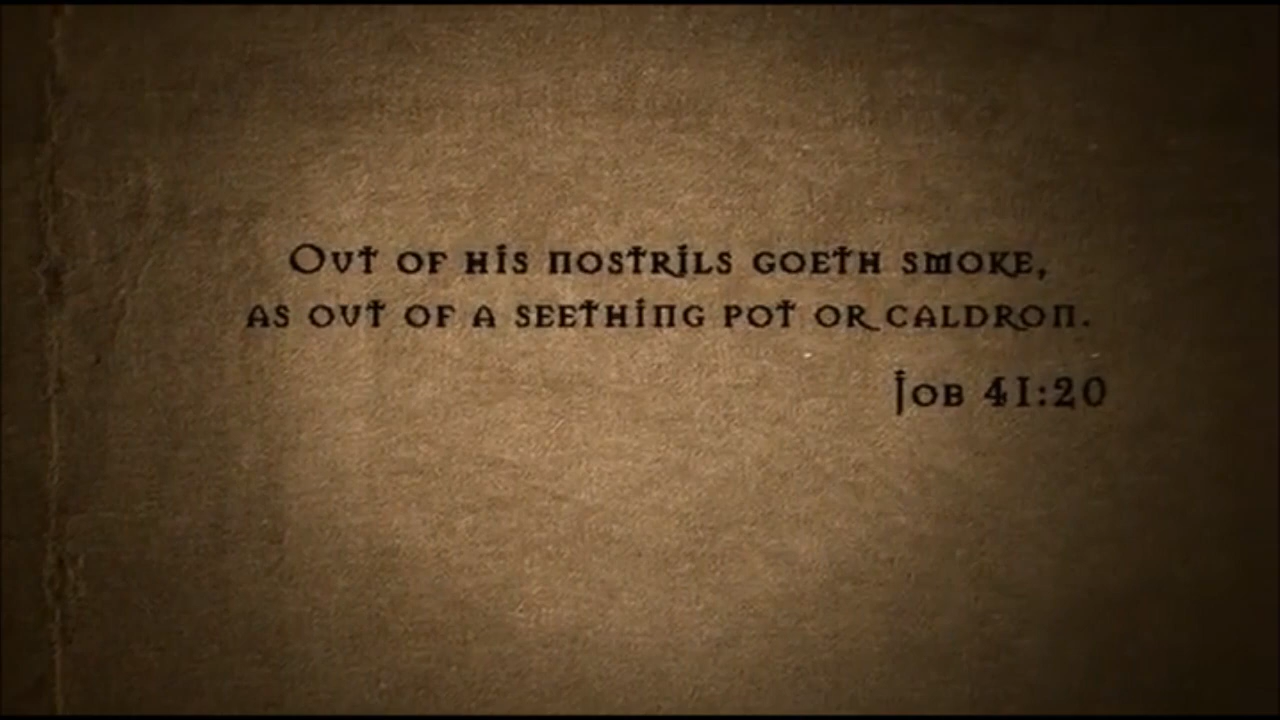 Out of his nostrils goeth smoke,
as out of a seething pot or caldron.
Job 41:20